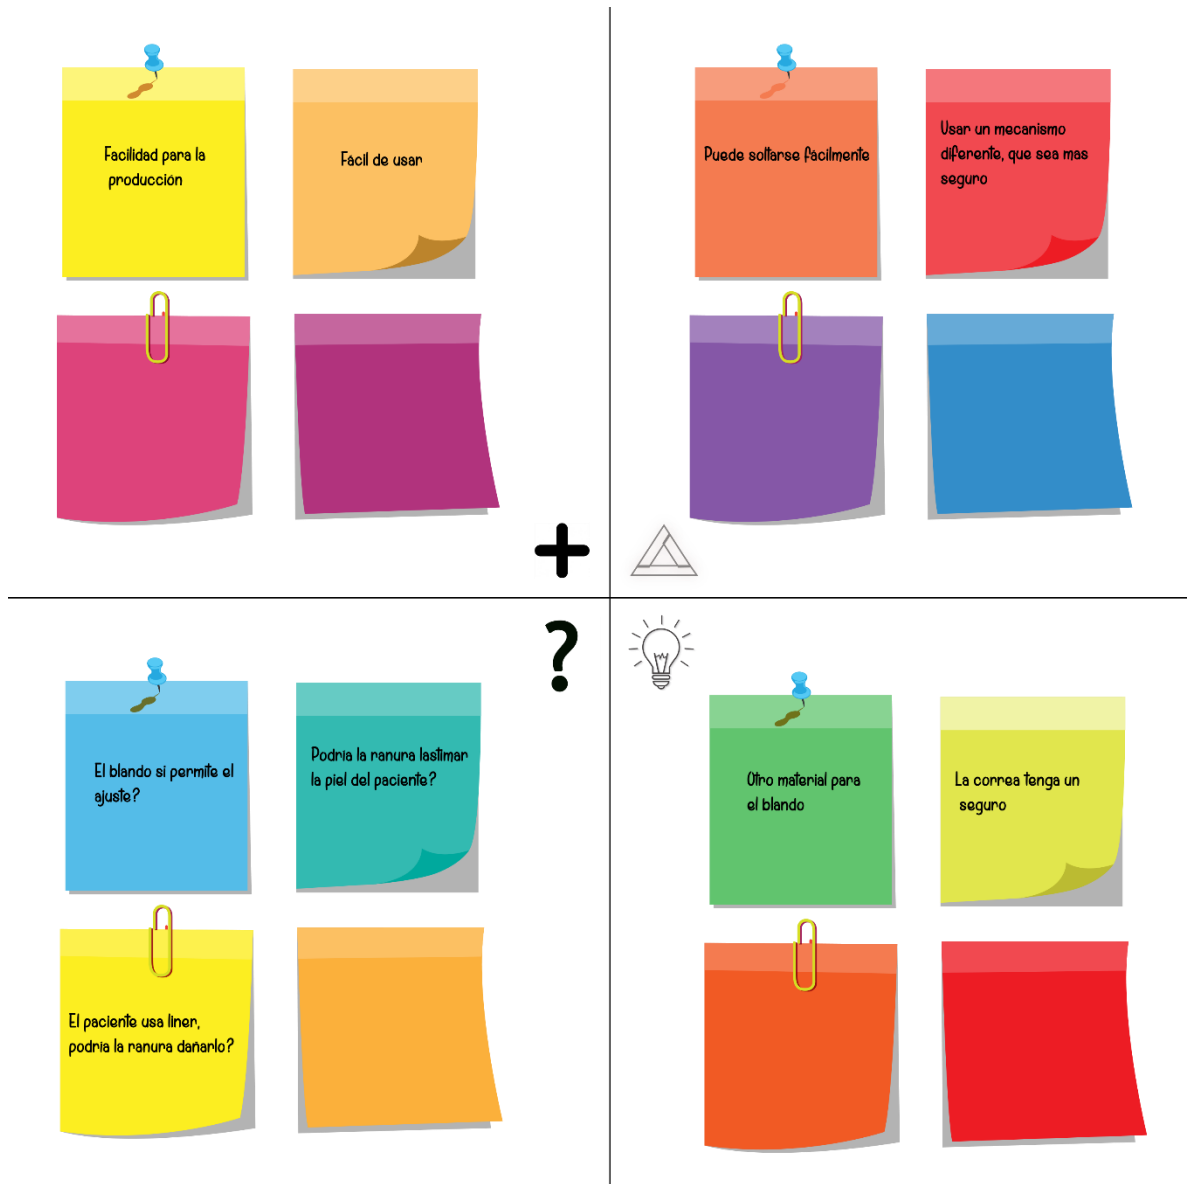 Facilidad para la
producción
Facil de usar
Puede soltarse fácilmente
Usar un mecanismo
diferente, que sea mas
seguro
+
?
El blando si permite el
ajuste?
Podria la ranura lastimar
la piel del paciente?
El paciente usa liner,
podria la ranura dañarlo?
Otro material para
el blando
La correa tenga un
seguro